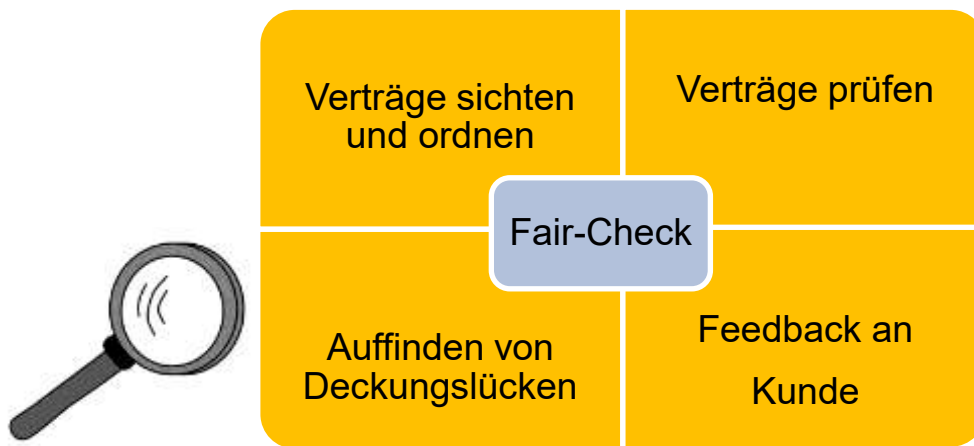 Verträge sichten
und ordnen
Verträge prüfen
Fair-Check
Auffinden von
Deckungslücken
Feedback an
Kunde